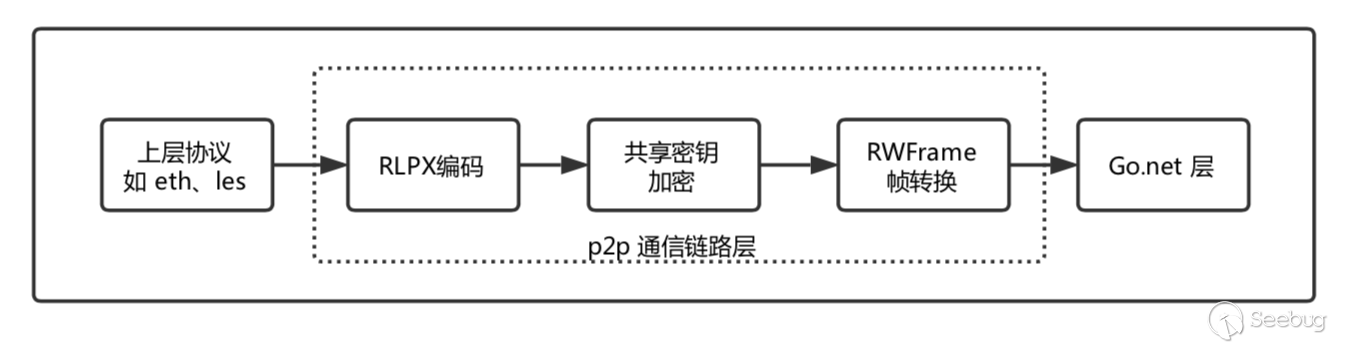 上层协议
如 eth、les
RLPX编码
共享密钥
加密
RWFrame
帧转换
Go.net 层
p2p 通信链路层
Seebug